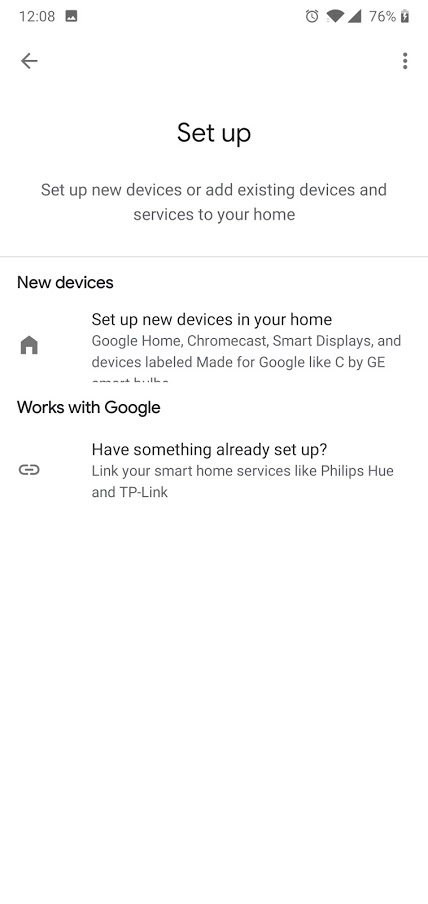 12:08
76%
Set up
Set up new devices or add existing devices and
services to your home
New devices
Set up new devices in your home
Google Home, Chromecast, Smart Displays, and
devices labeled Made for Google like C by GE
smart bulbs
Works with Google
Have something already set up?
Link your smart home services like Philips Hue
and TP-Link